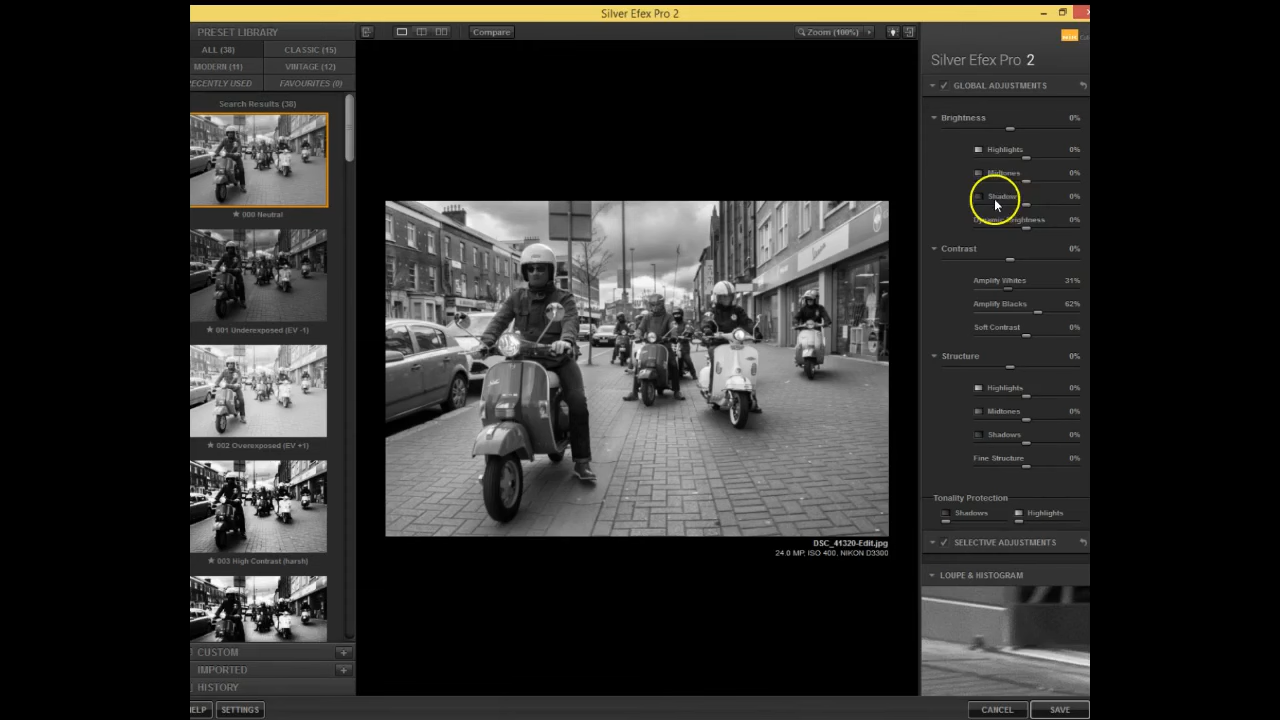 Silver Efex Pro 2
PRESET LIBRARY
Compare
Zoom (100%)
ALL (38)
CLASSIC (15)
MODERN (11)
VINTAGE (12)
RECENTLY USED
FAVOURITES (0)
Search Results (38)
★ 000 Neutral
★ 001 Underexposed (EV -1)
★ 002 Overexposed (EV +1)
★ 003 High Contrast (harsh)
CUSTOM
IMPORTED
HISTORY
HELP
SETTINGS
DSC_41320-Edit.jpg
24.0 MP, ISO 400, NIKON D3300
Silver Efex Pro 2
GLOBAL ADJUSTMENTS
Brightness 0%
Highlights 0%
Midtones 0%
Shadows 0%
Dynamic Brightness 0%
Contrast 0%
Amplify Whites 31%
Amplify Blacks 62%
Soft Contrast 0%
Structure 0%
Highlights 0%
Midtones 0%
Shadows 0%
Fine Structure 0%
Tonality Protection
Shadows Highlights
SELECTIVE ADJUSTMENTS
LOUPE & HISTOGRAM
CANCEL
SAVE